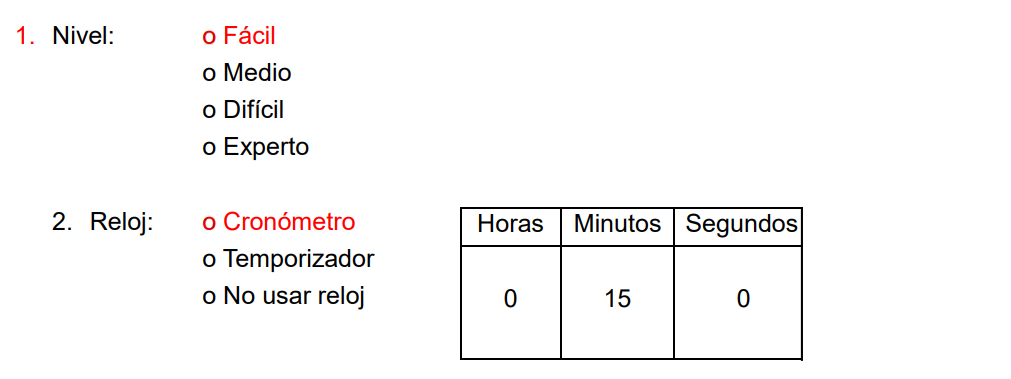 1. Nivel: o Fácil
o Medio
o Difícil
o Experto
2. Reloj: o Cronómetro
o Temporizador
o No usar reloj
Horas Minutos Segundos
0 15 0